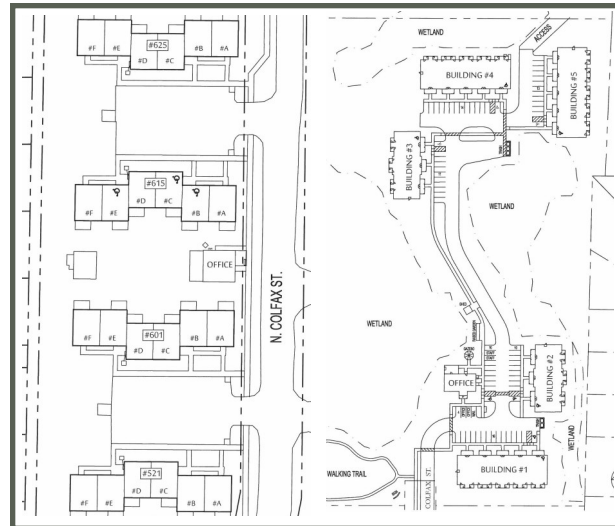 #625
#F #E #D #C #B #A
#615
#F #E #D #C #B #A
OFFICE
#F #E #D #C #B #A
#601
#521
#F #E #D #C #B #A
N. COLFAX ST.
WETLAND
ACCESS
BUILDING #4
BUILDING #5
BUILDING #3
WETLAND
WETLAND
GAZEBO
OFFICE
BUILDING #2
WETLAND
WALKING TRAIL
COLFAX ST.
BUILDING #1